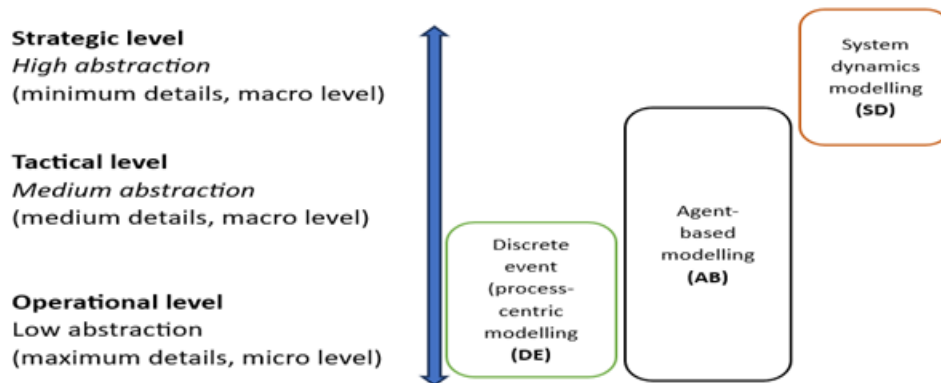 Strategic level
High abstraction
(minimum details, macro level)
Tactical level
Medium abstraction
(medium details, macro level)
Operational level
Low abstraction
(maximum details, micro level)
Discrete
event
(process-
centric
modelling
(DE)
Agent-
based
modelling
(AB)
System
dynamics
modelling
(SD)